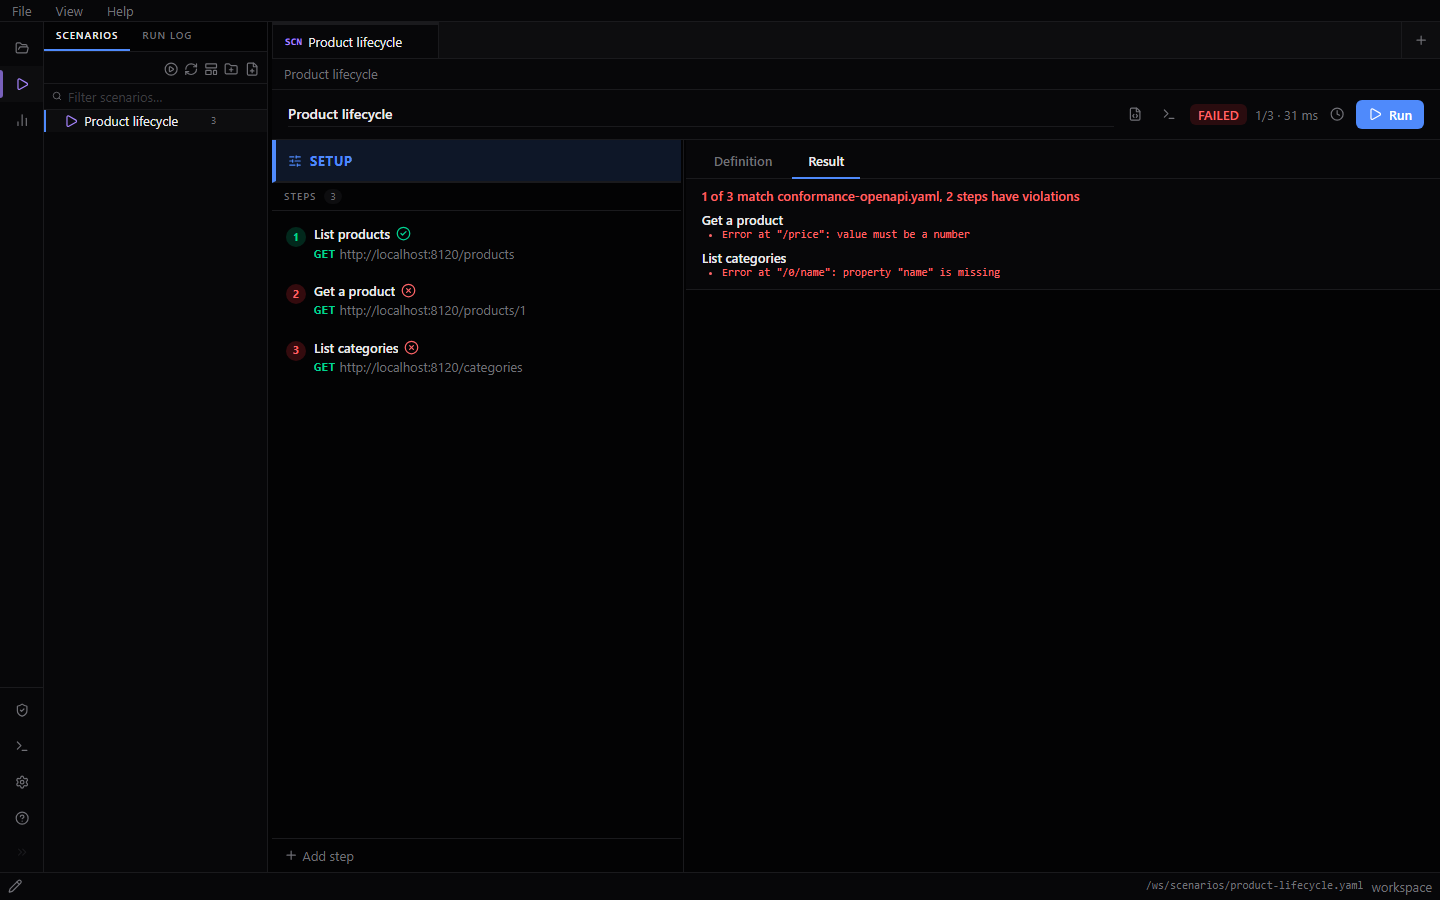 File View Help
SCENARIOS RUN LOG
Filter scenarios...
Product lifecycle 3
SCN Product lifecycle
Product lifecycle
Product lifecycle
FAILED 1/3 · 31 ms Run
SETUP
STEPS 3
1 List products
GET http://localhost:8120/products
2 Get a product
GET http://localhost:8120/products/1
3 List categories
GET http://localhost:8120/categories
Add step
Definition Result
1 of 3 match conformance-openapi.yaml, 2 steps have violations
Get a product
• Error at "/price": value must be a number
List categories
• Error at "/0/name": property "name" is missing
/ws/scenarios/product-lifecycle.yaml workspace